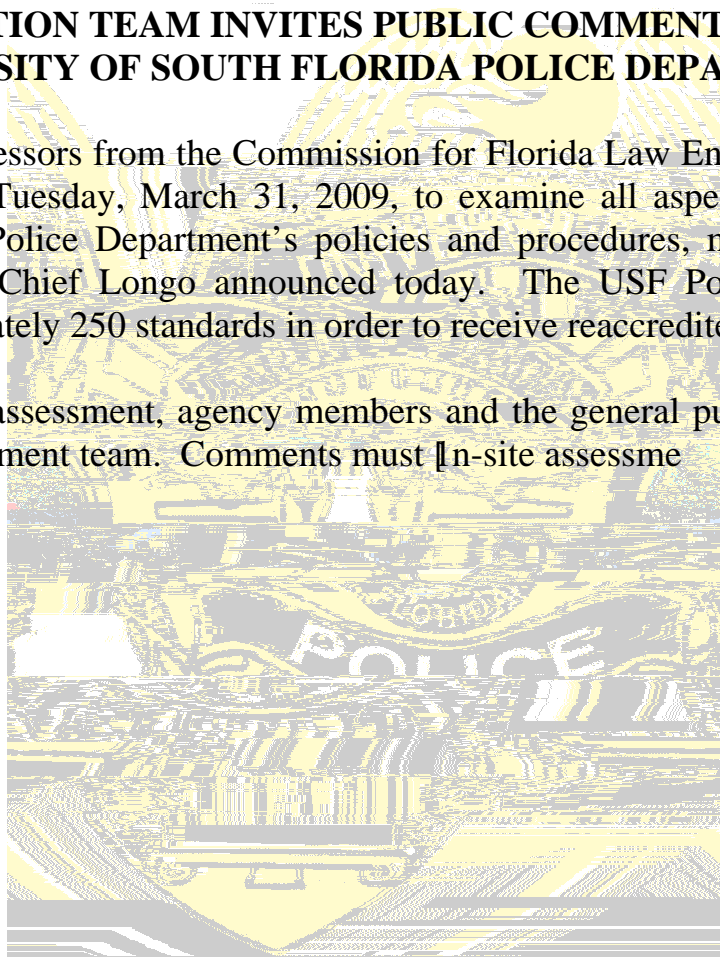 TION TEAM INVITES PUBLIC COMMENT
SITY OF SOUTH FLORIDA POLICE DEPA
essors from the Commission for Florida Law En
Tuesday, March 31, 2009, to examine all aspe
Police Department’s policies and procedures, m
Chief Longo announced today. The USF Po
ately 250 standards in order to receive reaccredite
assessment, agency members and the general pu
ment team. Comments must In-site assessme
FLORIDA
POLICE